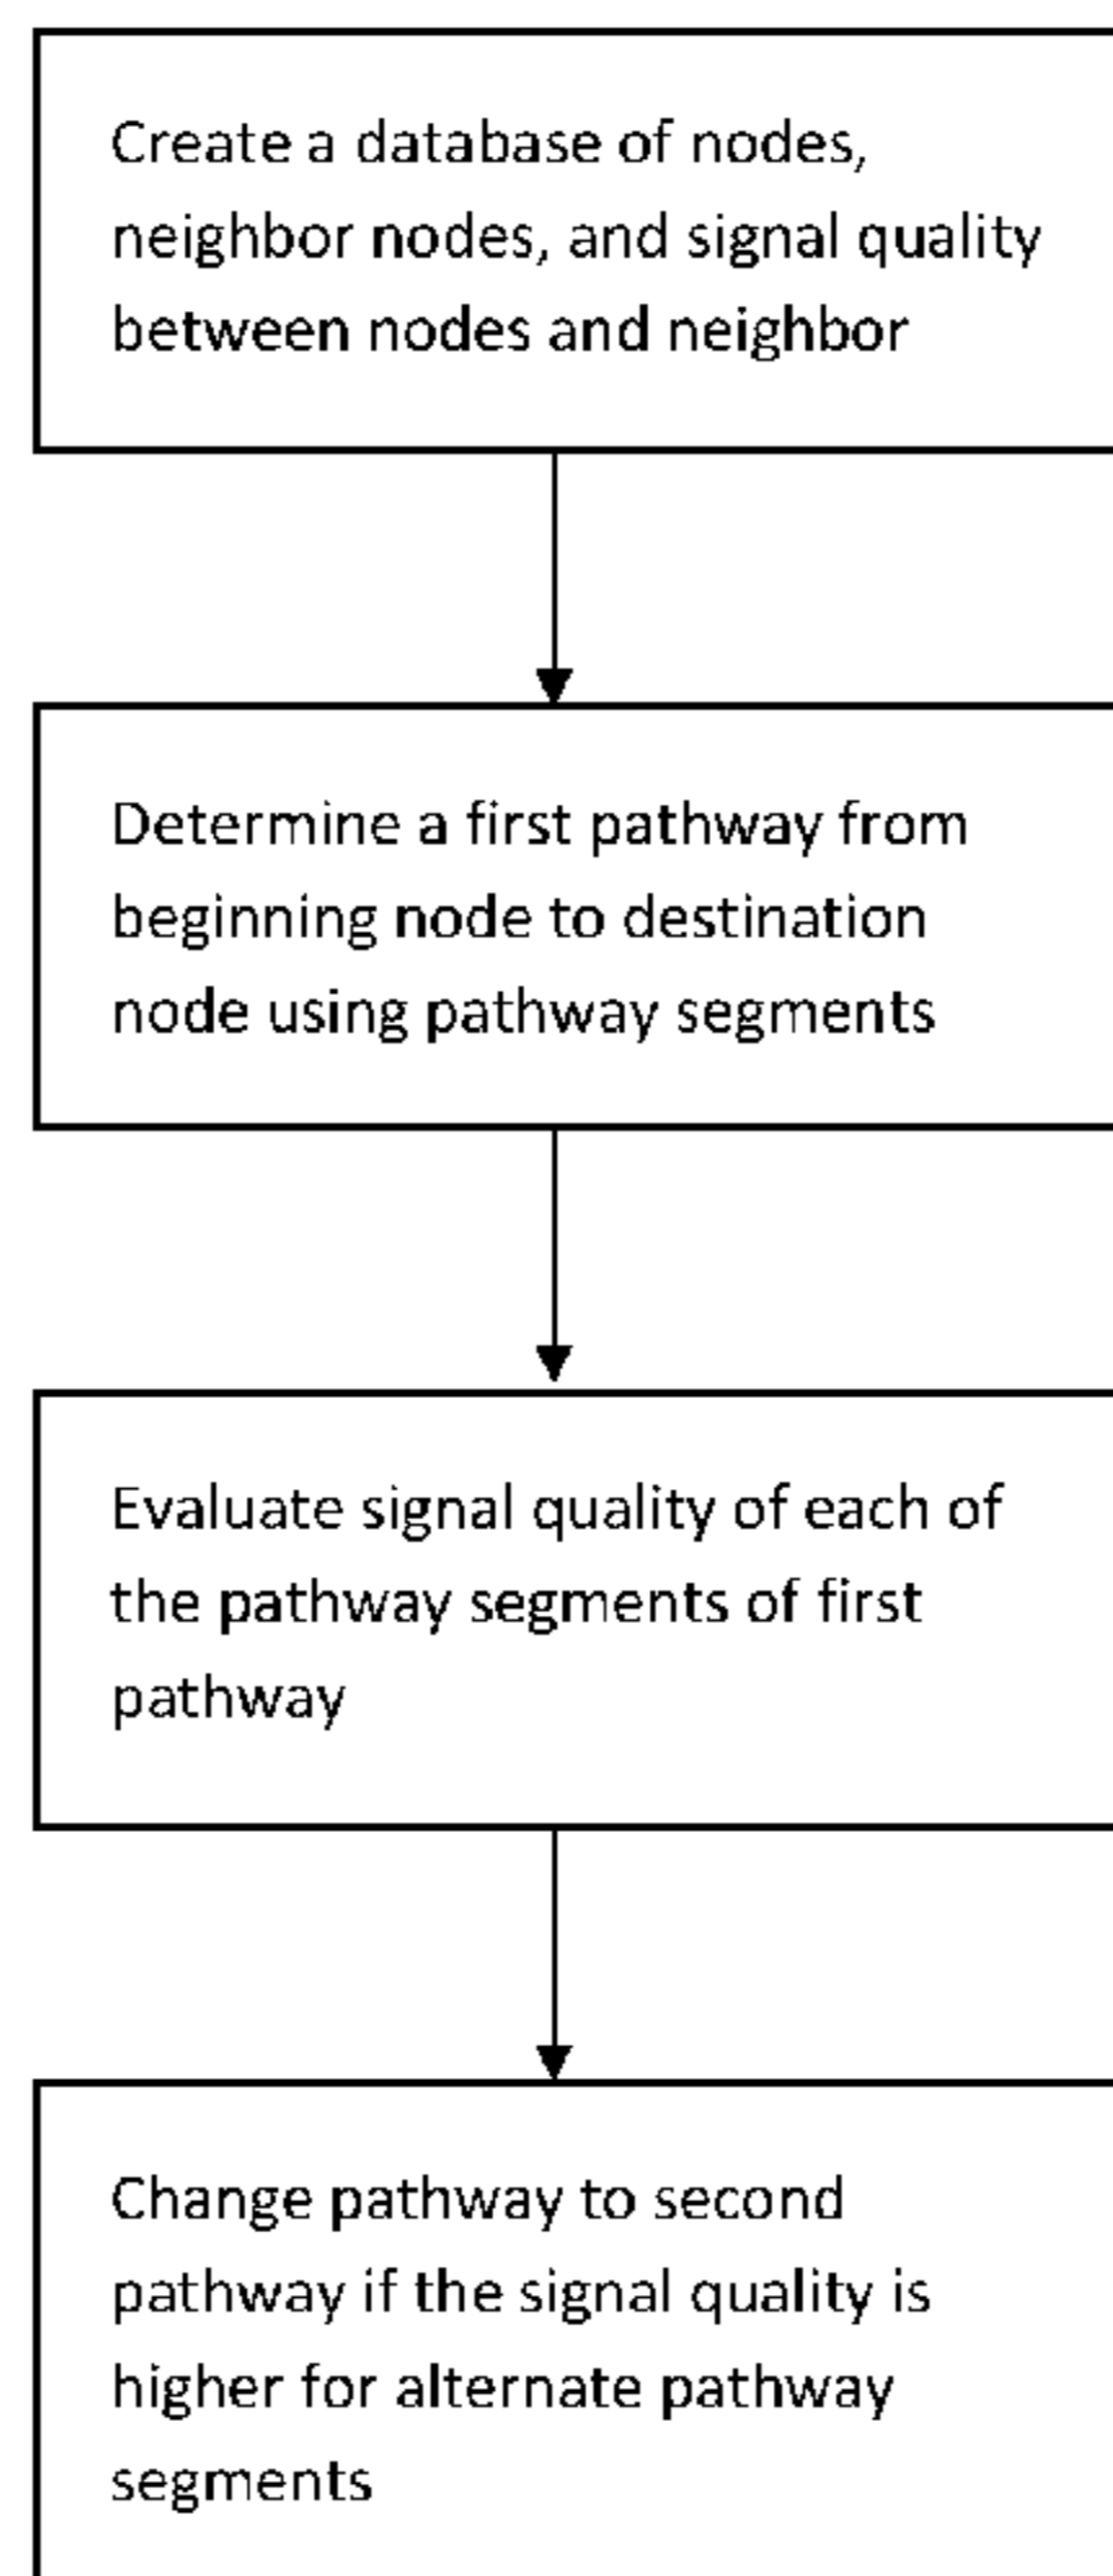 Create a database of nodes,
neighbor nodes, and signal quality
between nodes and neighbor
Determine a first pathway from
beginning node to destination
node using pathway segments
Evaluate signal quality of each of
the pathway segments of first
pathway
Change pathway to second
pathway if the signal quality is
higher for alternate pathway
segments